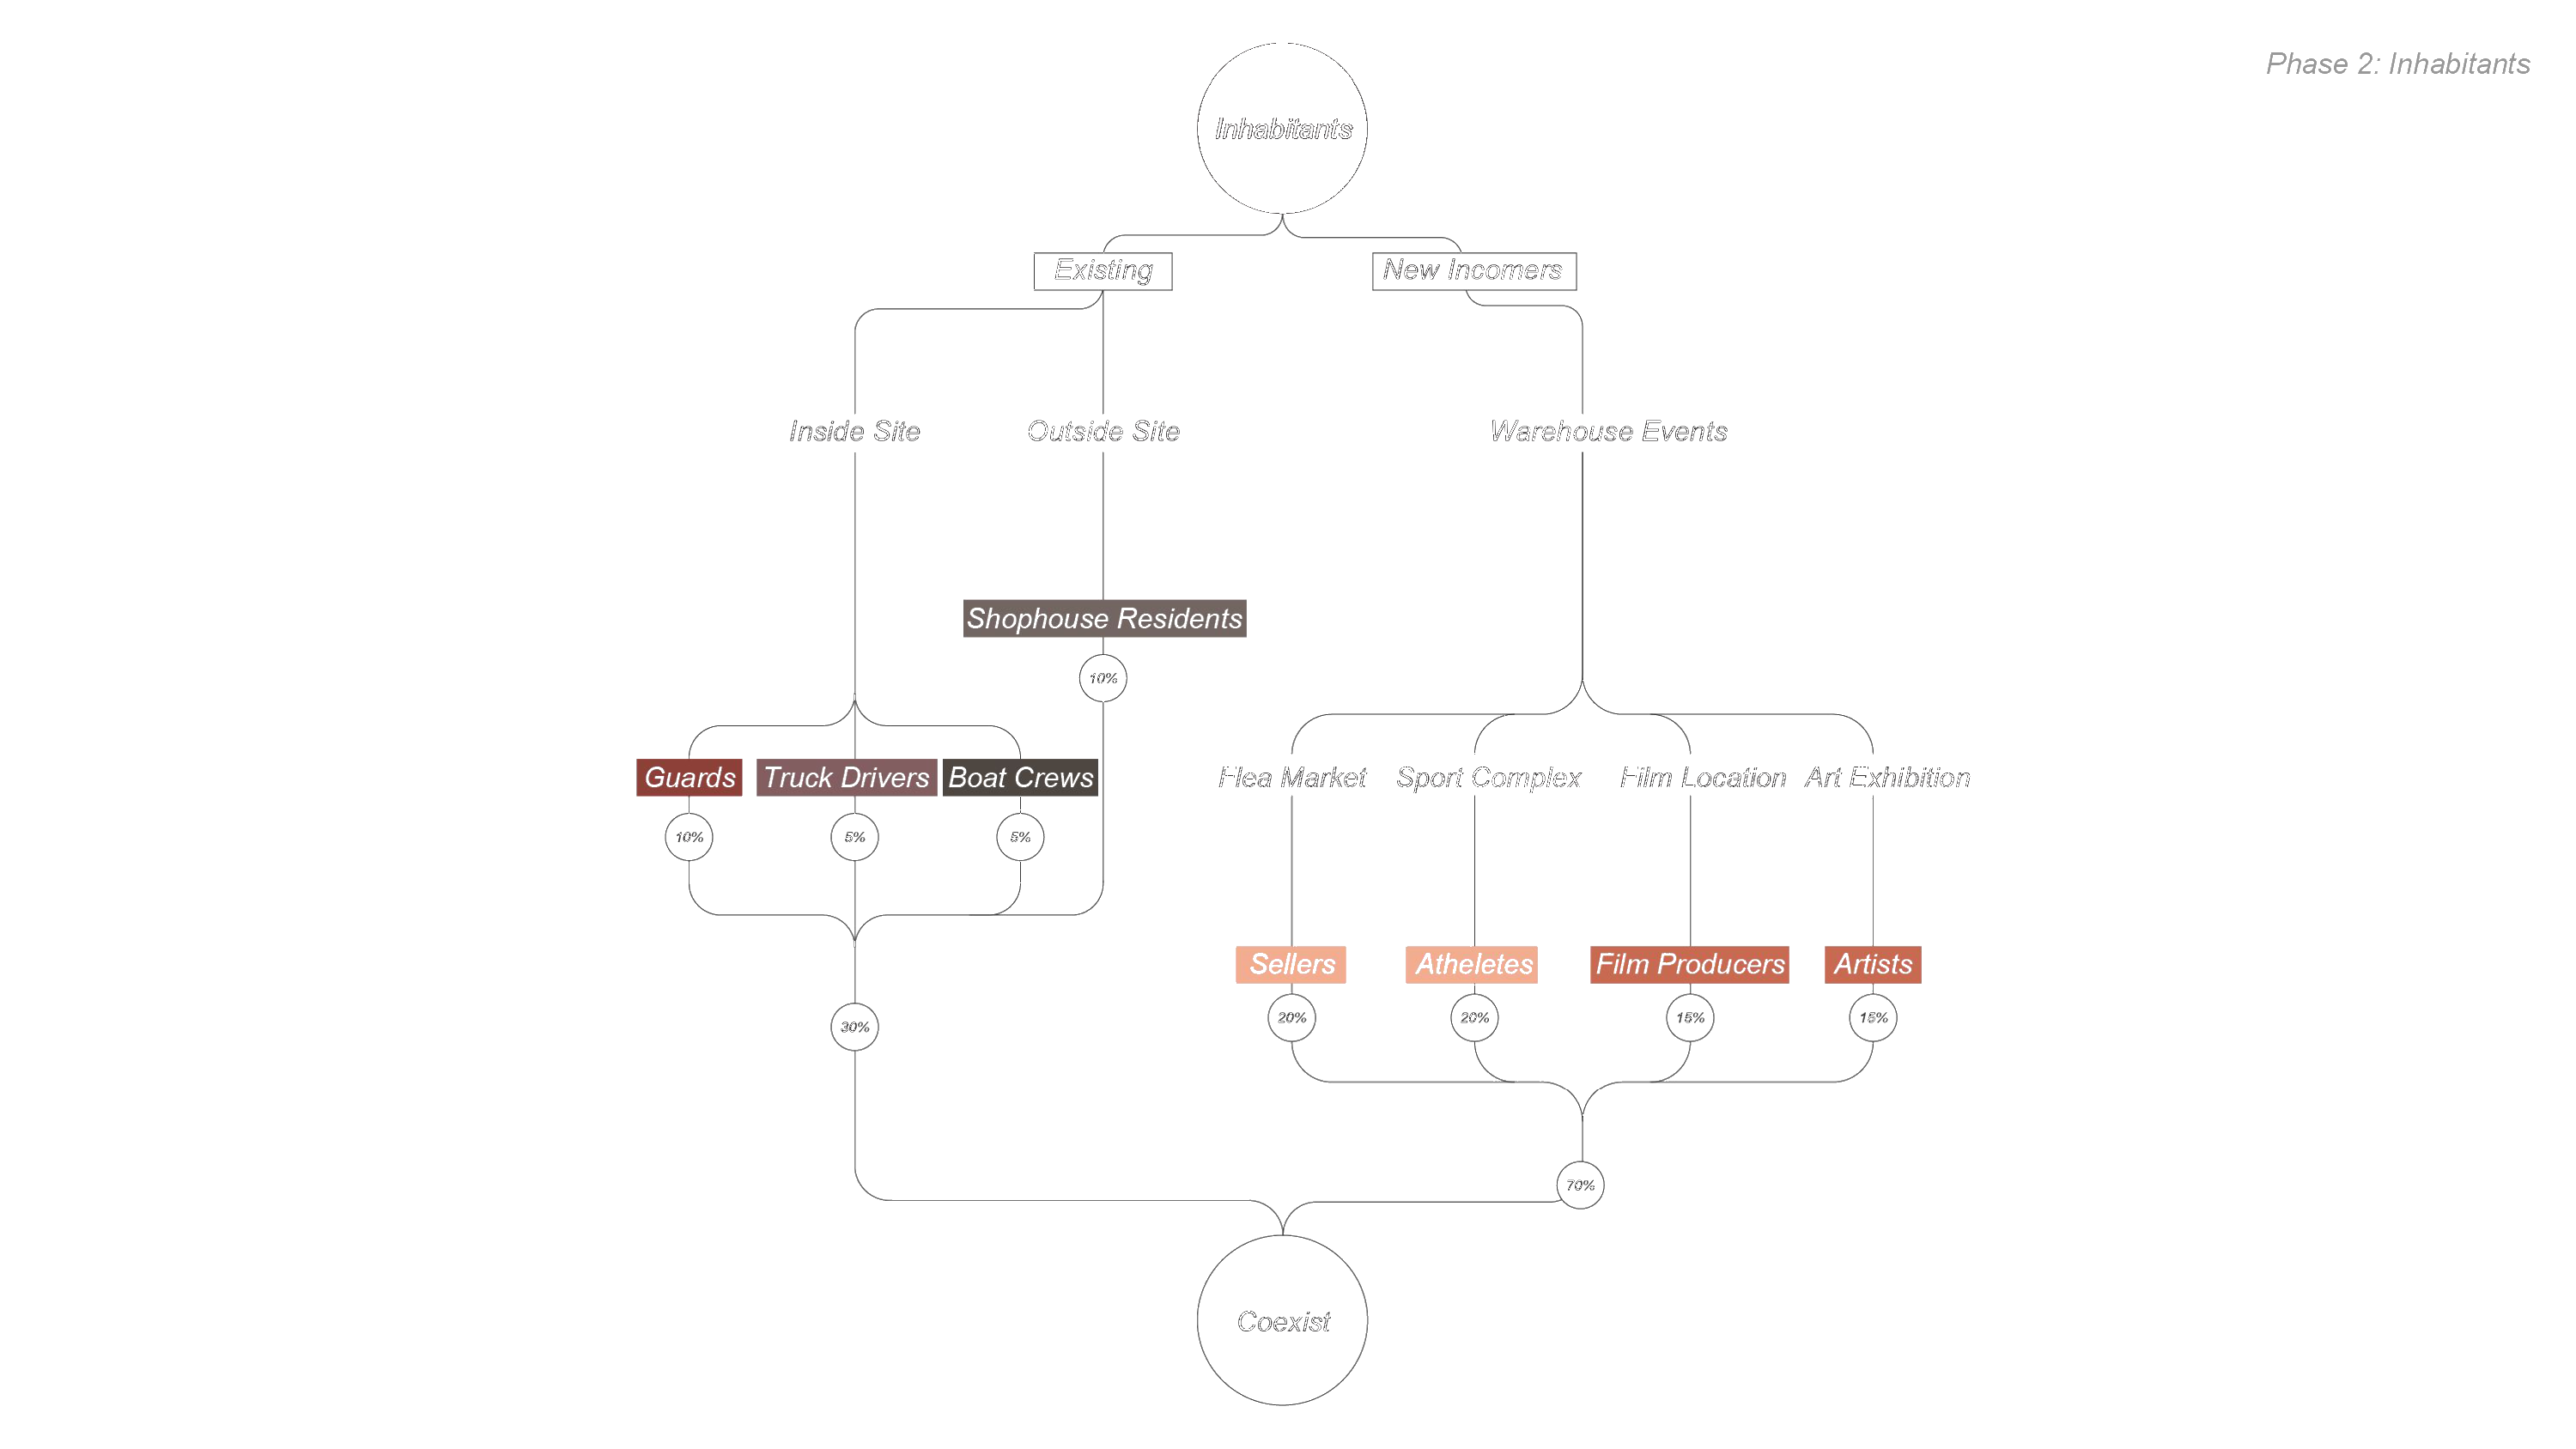 Phase 2: Inhabitants
Inhabitants
Existing
New Incomers
Inside Site
Outside Site
Warehouse Events
Shophouse Residents
10%
Guards
Truck Drivers
Boat Crews
Flea Market
Sport Complex
Film Location
Art Exhibition
10%
5%
5%
Sellers
Atheletes
Film Producers
Artists
20%
20%
15%
15%
30%
70%
Coexist